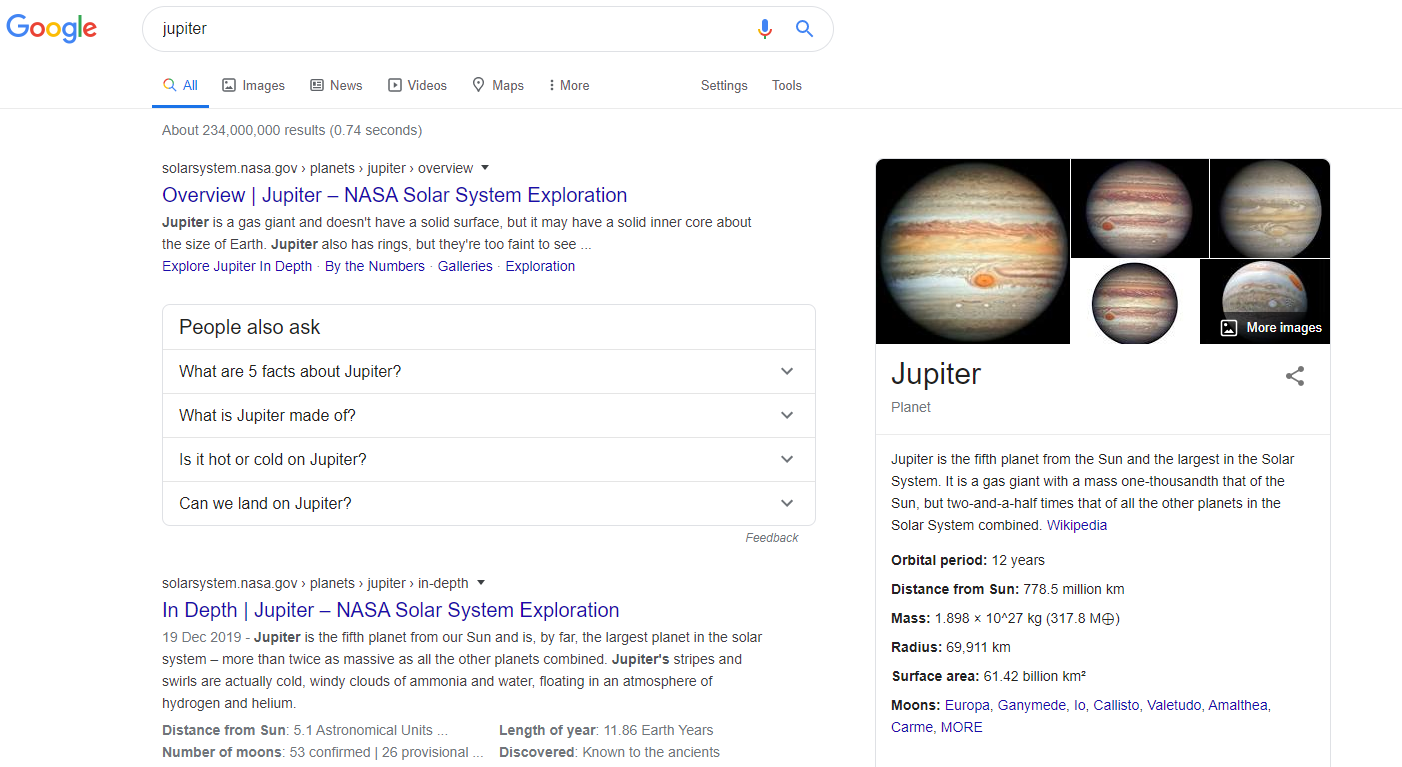 Google
jupiter
All Images News Videos Maps More Settings Tools
About 234,000,000 results (0.74 seconds)
solarsystem.nasa.gov › planets › jupiter › overview
Overview | Jupiter – NASA Solar System Exploration
Jupiter is a gas giant and doesn't have a solid surface, but it may have a solid inner core about
the size of Earth. Jupiter also has rings, but they're too faint to see ...
Explore Jupiter In Depth · By the Numbers · Galleries · Exploration
People also ask
What are 5 facts about Jupiter?
What is Jupiter made of?
Is it hot or cold on Jupiter?
Can we land on Jupiter?
Feedback
solarsystem.nasa.gov › planets › jupiter › in-depth
In Depth | Jupiter – NASA Solar System Exploration
19 Dec 2019 - Jupiter is the fifth planet from our Sun and is, by far, the largest planet in the solar
system – more than twice as massive as all the other planets combined. Jupiter's stripes and
swirls are actually cold, windy clouds of ammonia and water, floating in an atmosphere of
hydrogen and helium.
Distance from Sun: 5.1 Astronomical Units ... Length of year: 11.86 Earth Years
Number of moons: 53 confirmed | 26 provisional ... Discovered: Known to the ancients
More images
Jupiter
Planet
Jupiter is the fifth planet from the Sun and the largest in the Solar
System. It is a gas giant with a mass one-thousandth that of the
Sun, but two-and-a-half times that of all the other planets in the
Solar System combined. Wikipedia
Orbital period: 12 years
Distance from Sun: 778.5 million km
Mass: 1.898 × 10^27 kg (317.8 M⊕)
Radius: 69,911 km
Surface area: 61.42 billion km²
Moons: Europa, Ganymede, Io, Callisto, Valetudo, Amalthea,
Carme, MORE